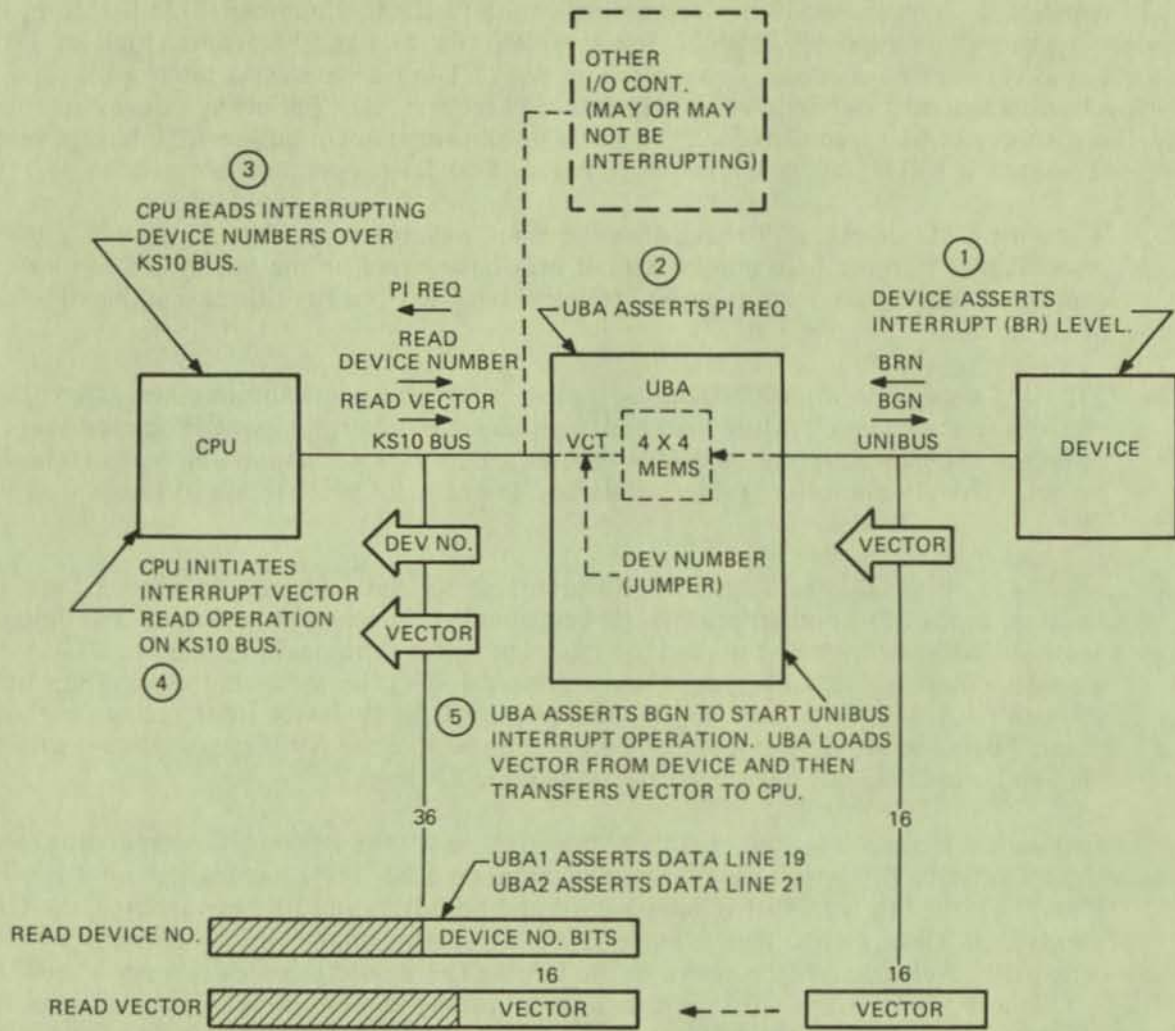 OTHER
I/O CONT.
(MAY OR MAY
NOT BE
INTERRUPTING)
3
CPU READS INTERRUPTING
DEVICE NUMBERS OVER
KS10 BUS.
2
UBA ASSERTS PI REQ
1
DEVICE ASSERTS
INTERRUPT (BR) LEVEL.
PI REQ
READ
DEVICE NUMBER
READ VECTOR
KS10 BUS
CPU
UBA
VCT
4 X 4
MEMS
DEV NUMBER
(JUMPER)
BRN
BGN
UNIBUS
DEVICE
DEV NO.
VECTOR
VECTOR
CPU INITIATES
INTERRUPT VECTOR
READ OPERATION
ON KS10 BUS.
4
5
UBA ASSERTS BGN TO START UNIBUS
INTERRUPT OPERATION. UBA LOADS
VECTOR FROM DEVICE AND THEN
TRANSFERS VECTOR TO CPU.
36
16
UBA1 ASSERTS DATA LINE 19
UBA2 ASSERTS DATA LINE 21
READ DEVICE NO.
DEVICE NO. BITS
16
16
READ VECTOR
VECTOR
VECTOR